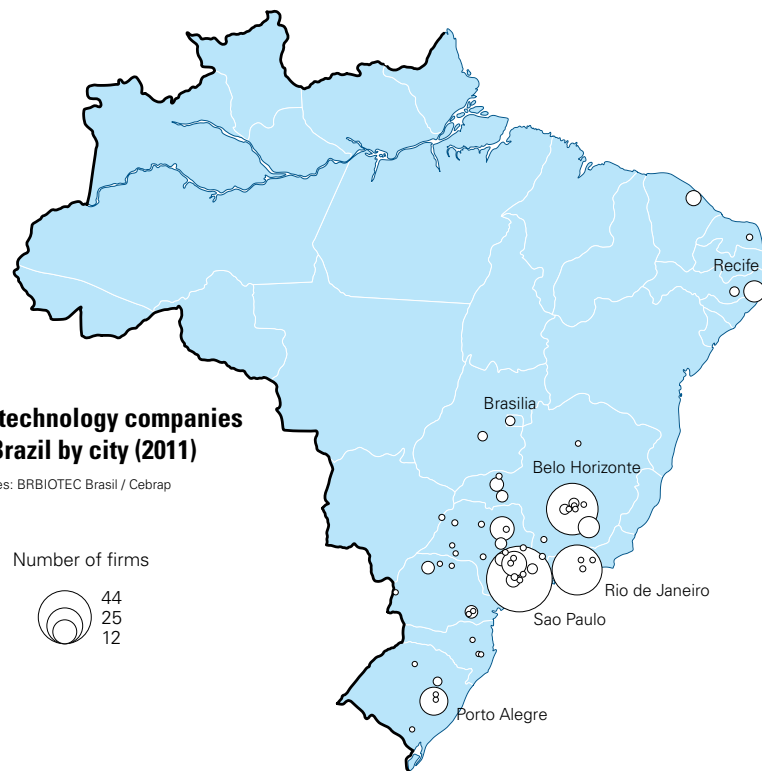 Recife
Brasilia
technology companies
Brazil by city (2011)
es: BRBIOTEC Brasil / Cebrap
Belo Horizonte
Number of firms
44
25
12
Rio de Janeiro
Sao Paulo
Porto Alegre